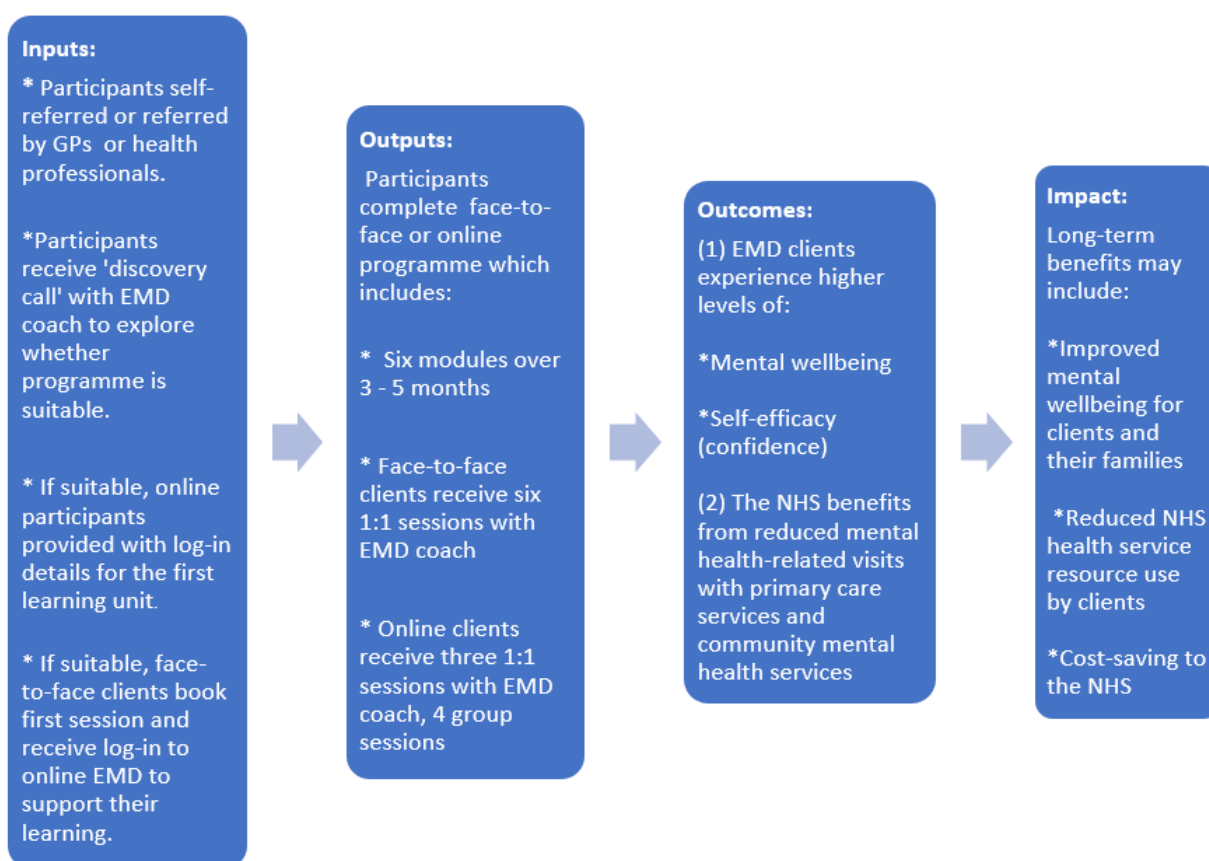 Inputs:
* Participants self-
referred or referred
by GPs or health
professionals.
*Participants
receive 'discovery
call' with EMD
coach to explore
whether
programme is
suitable.
* If suitable, online
participants
provided with log-in
details for the first
learning unit.
* If suitable, face-
to-face clients book
first session and
receive log-in to
online EMD to
support their
learning.
Outputs:
Participants
complete face-to-
face or online
programme which
includes:
* Six modules over
3 - 5 months
* Face-to-face
clients receive six
1:1 sessions with
EMD coach
* Online clients
receive three 1:1
sessions with EMD
coach, 4 group
sessions
Outcomes:
(1) EMD clients
experience higher
levels of:
*Mental wellbeing
*Self-efficacy
(confidence)
(2) The NHS benefits
from reduced mental
health-related visits
with primary care
services and
community mental
health services
Impact:
Long-term
benefits may
include:
*Improved
mental
wellbeing for
clients and
their families
*Reduced NHS
health service
resource use
by clients
*Cost-saving to
the NHS